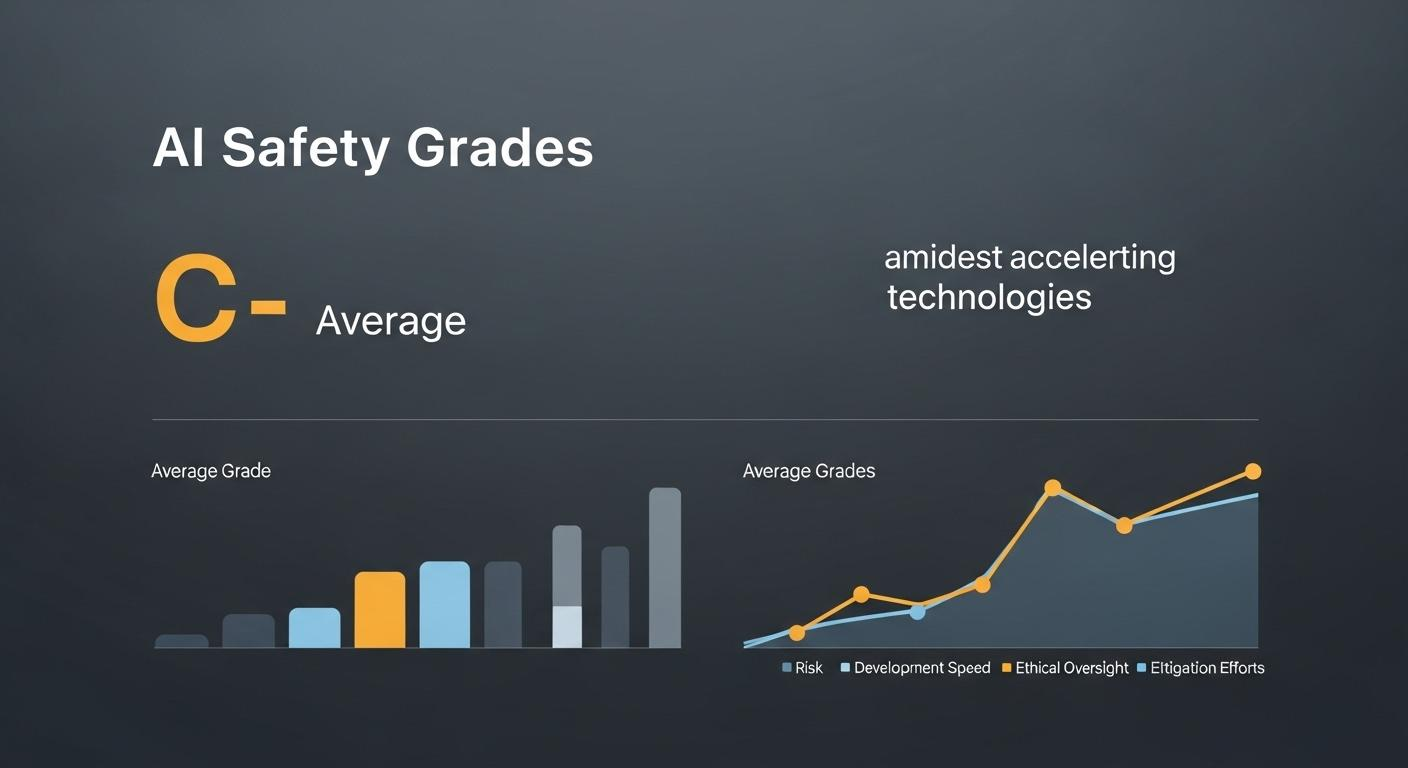 AI Safety Grades
C- Average
amidest accelerting
technologies
Average Grade
Average Grades
Risk Development Speed Ethical Oversight Eltigation Efforts